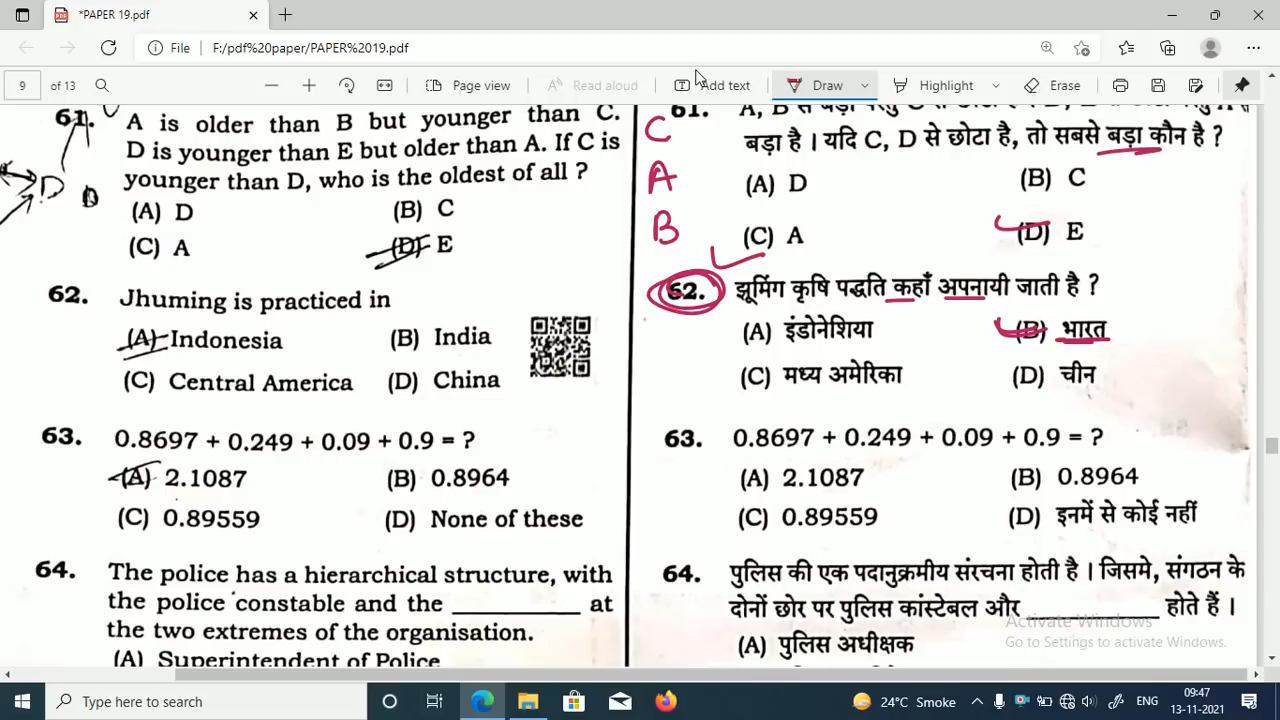 *PAPER 19.pdf
File
F:/pdf%20paper/PAPER%2019.pdf
9 of 13
Page view
Read aloud
Add text
Draw
Highlight
Erase
61.
A is older than B but younger than C.
D is younger than E but older than A. If C is
younger than D, who is the oldest of all ?
(A) D
(B) C
(C) A
(D) E
D
62.
Jhuming is practiced in
(A) Indonesia
(B) India
(C) Central America
(D) China
63.
0.8697 + 0.249 + 0.09 + 0.9 = ?
(A) 2.1087
(B) 0.8964
(C) 0.89559
(D) None of these
64.
The police has a hierarchical structure, with
the police constable and the __________ at
the two extremes of the organisation.
(A) Superintendent of Police
C
A
B
61.
बड़ा है । यदि C, D से छोटा है, तो सबसे बड़ा कौन है ?
(A) D
(B) C
(C) A
(D) E
62.
झूमिंग कृषि पद्धति कहाँ अपनायी जाती है ?
(A) इंडोनेशिया
(B) भारत
(C) मध्य अमेरिका
(D) चीन
63.
0.8697 + 0.249 + 0.09 + 0.9 = ?
(A) 2.1087
(B) 0.8964
(C) 0.89559
(D) इनमें से कोई नहीं
64.
पुलिस की एक पदानुक्रमीय संरचना होती है । जिसमे, संगठन के
दोनों छोर पर पुलिस कांस्टेबल और __________ होते हैं ।
(A) पुलिस अधीक्षक
Activate Windows
Go to Settings to activate Windows.
Type here to search
24°C Smoke
ENG
09:47
13-11-2021